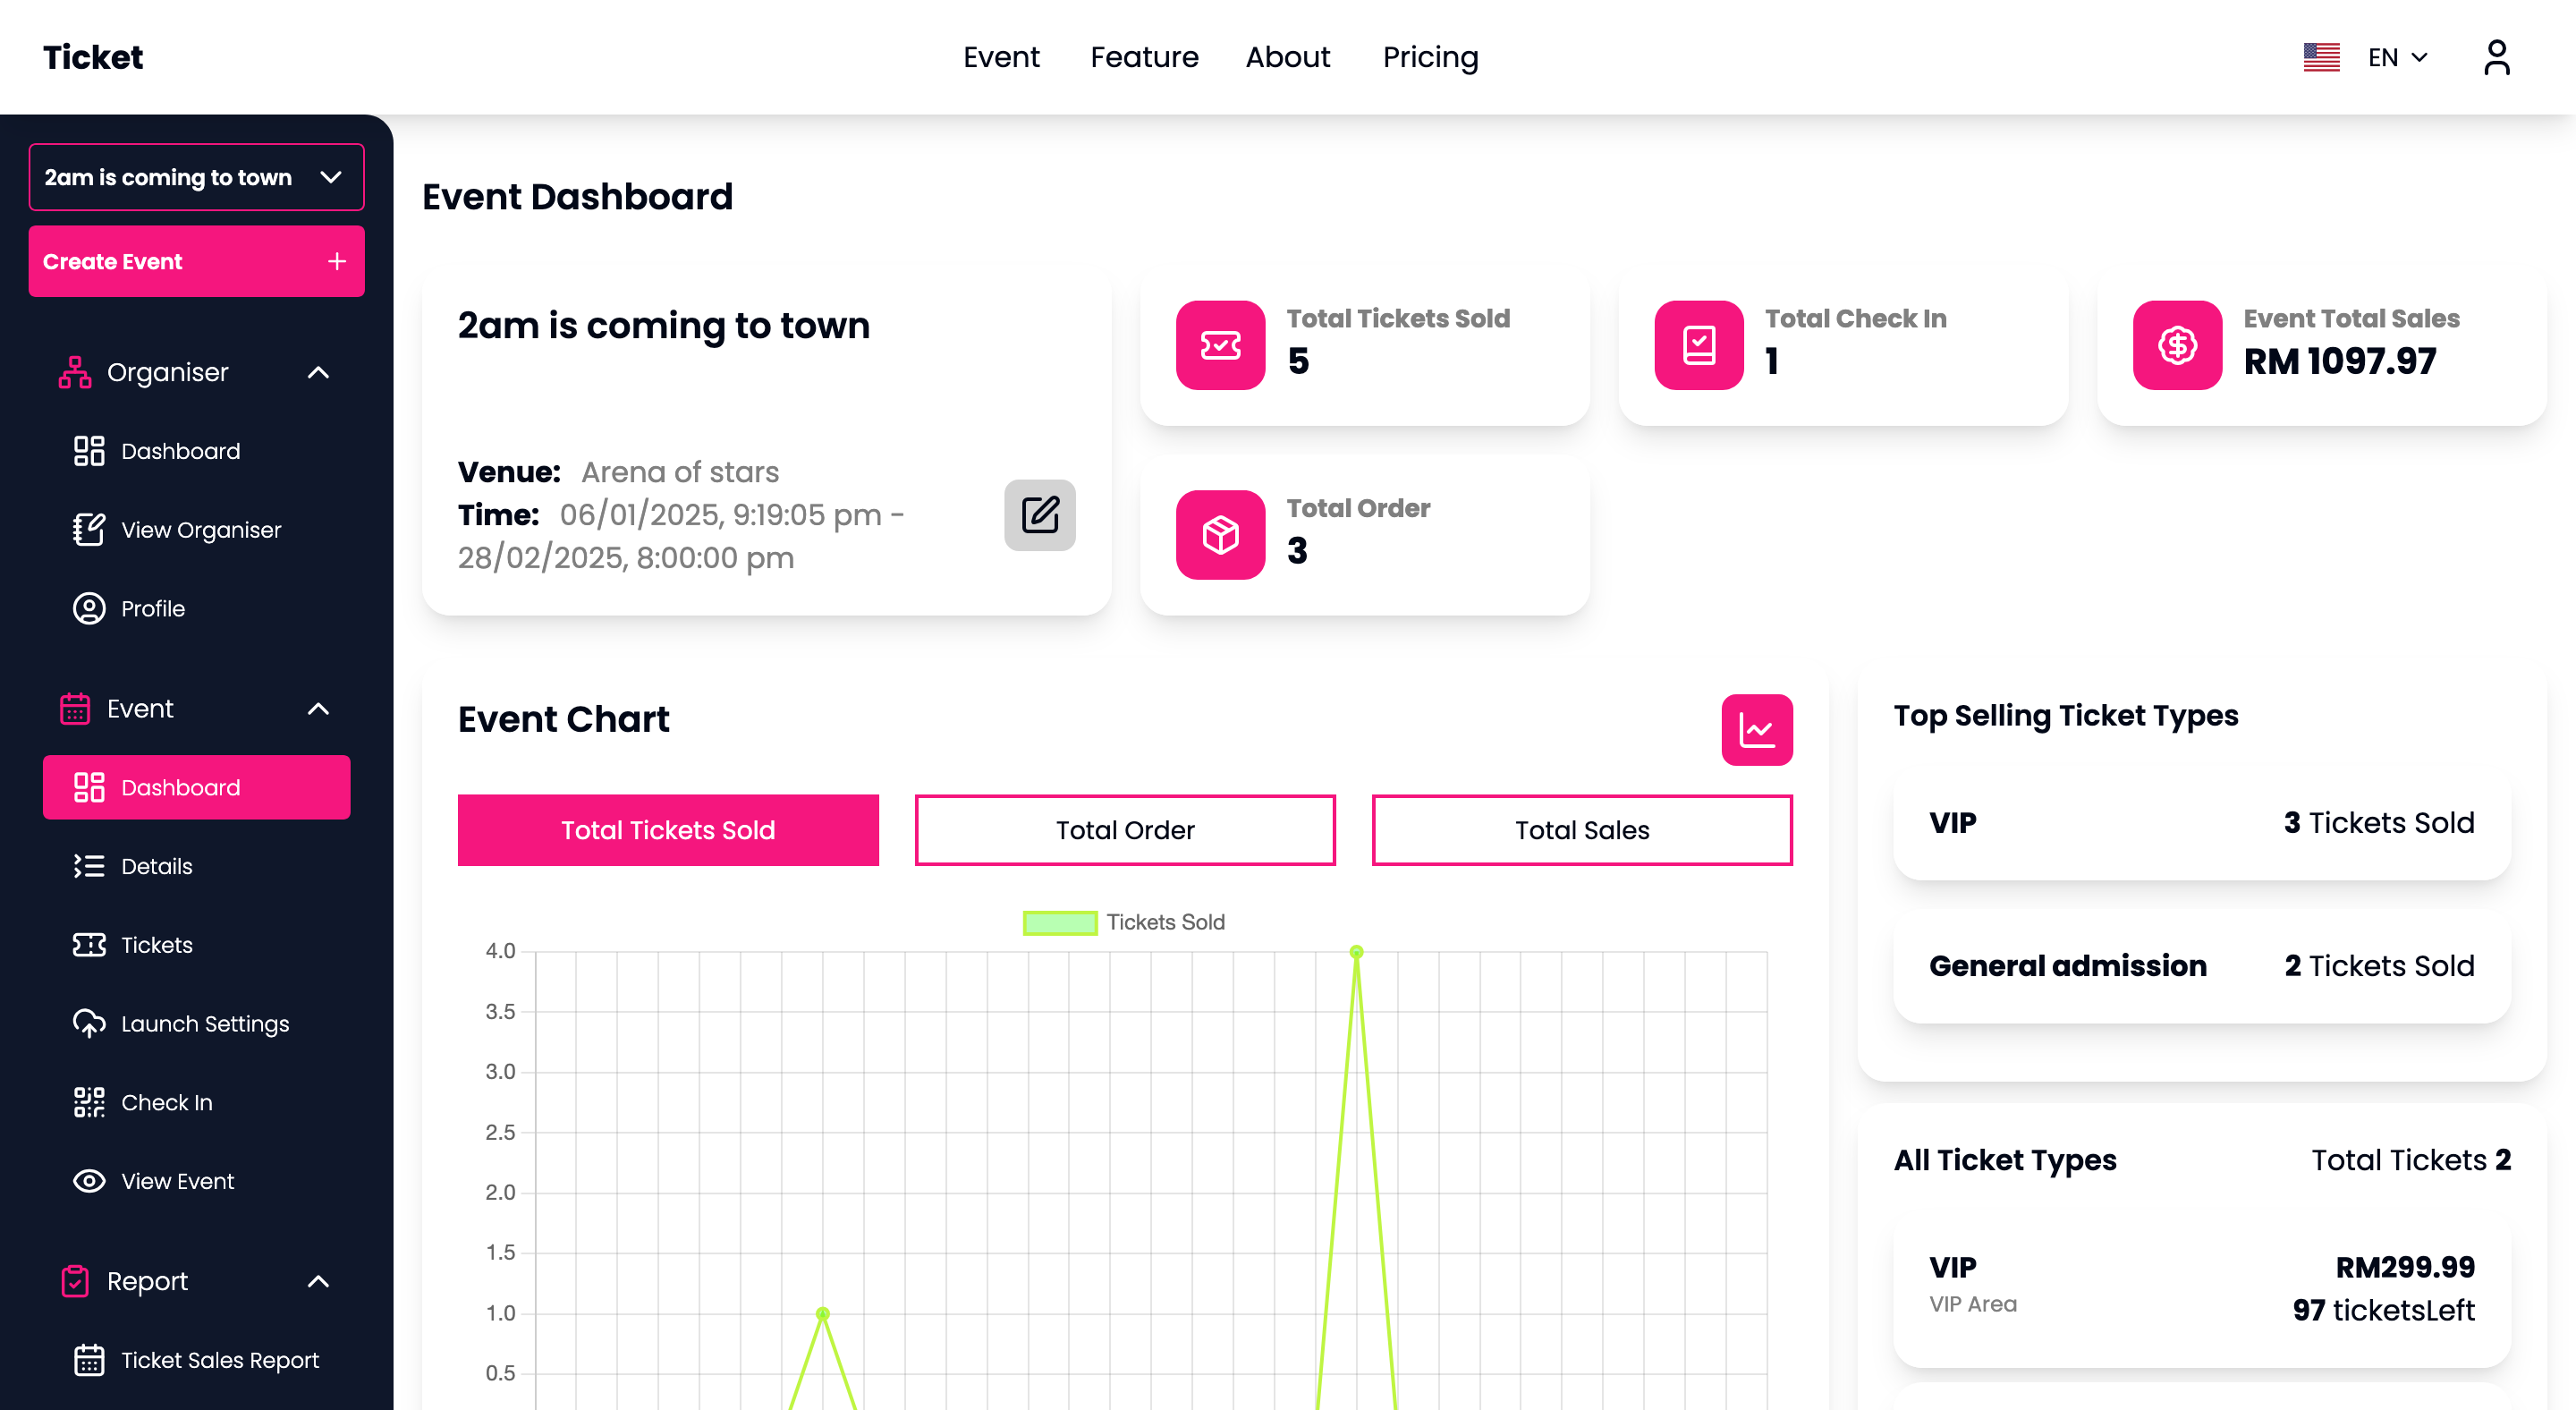 Ticket
Event
Feature
About
Pricing
EN
2am is coming to town
Create Event
Organiser
Dashboard
View Organiser
Profile
Event
Dashboard
Details
Tickets
Launch Settings
Check In
View Event
Report
Ticket Sales Report
Event Dashboard
2am is coming to town
Venue: Arena of stars
Time: 06/01/2025, 9:19:05 pm -
28/02/2025, 8:00:00 pm
Total Tickets Sold
5
Total Check In
1
Event Total Sales
RM 1097.97
Total Order
3
Event Chart
Total Tickets Sold
Total Order
Total Sales
Tickets Sold
4.0
3.5
3.0
2.5
2.0
1.5
1.0
0.5
Top Selling Ticket Types
VIP
3 Tickets Sold
General admission
2 Tickets Sold
All Ticket Types
Total Tickets 2
VIP
RM299.99
VIP Area
97 ticketsLeft